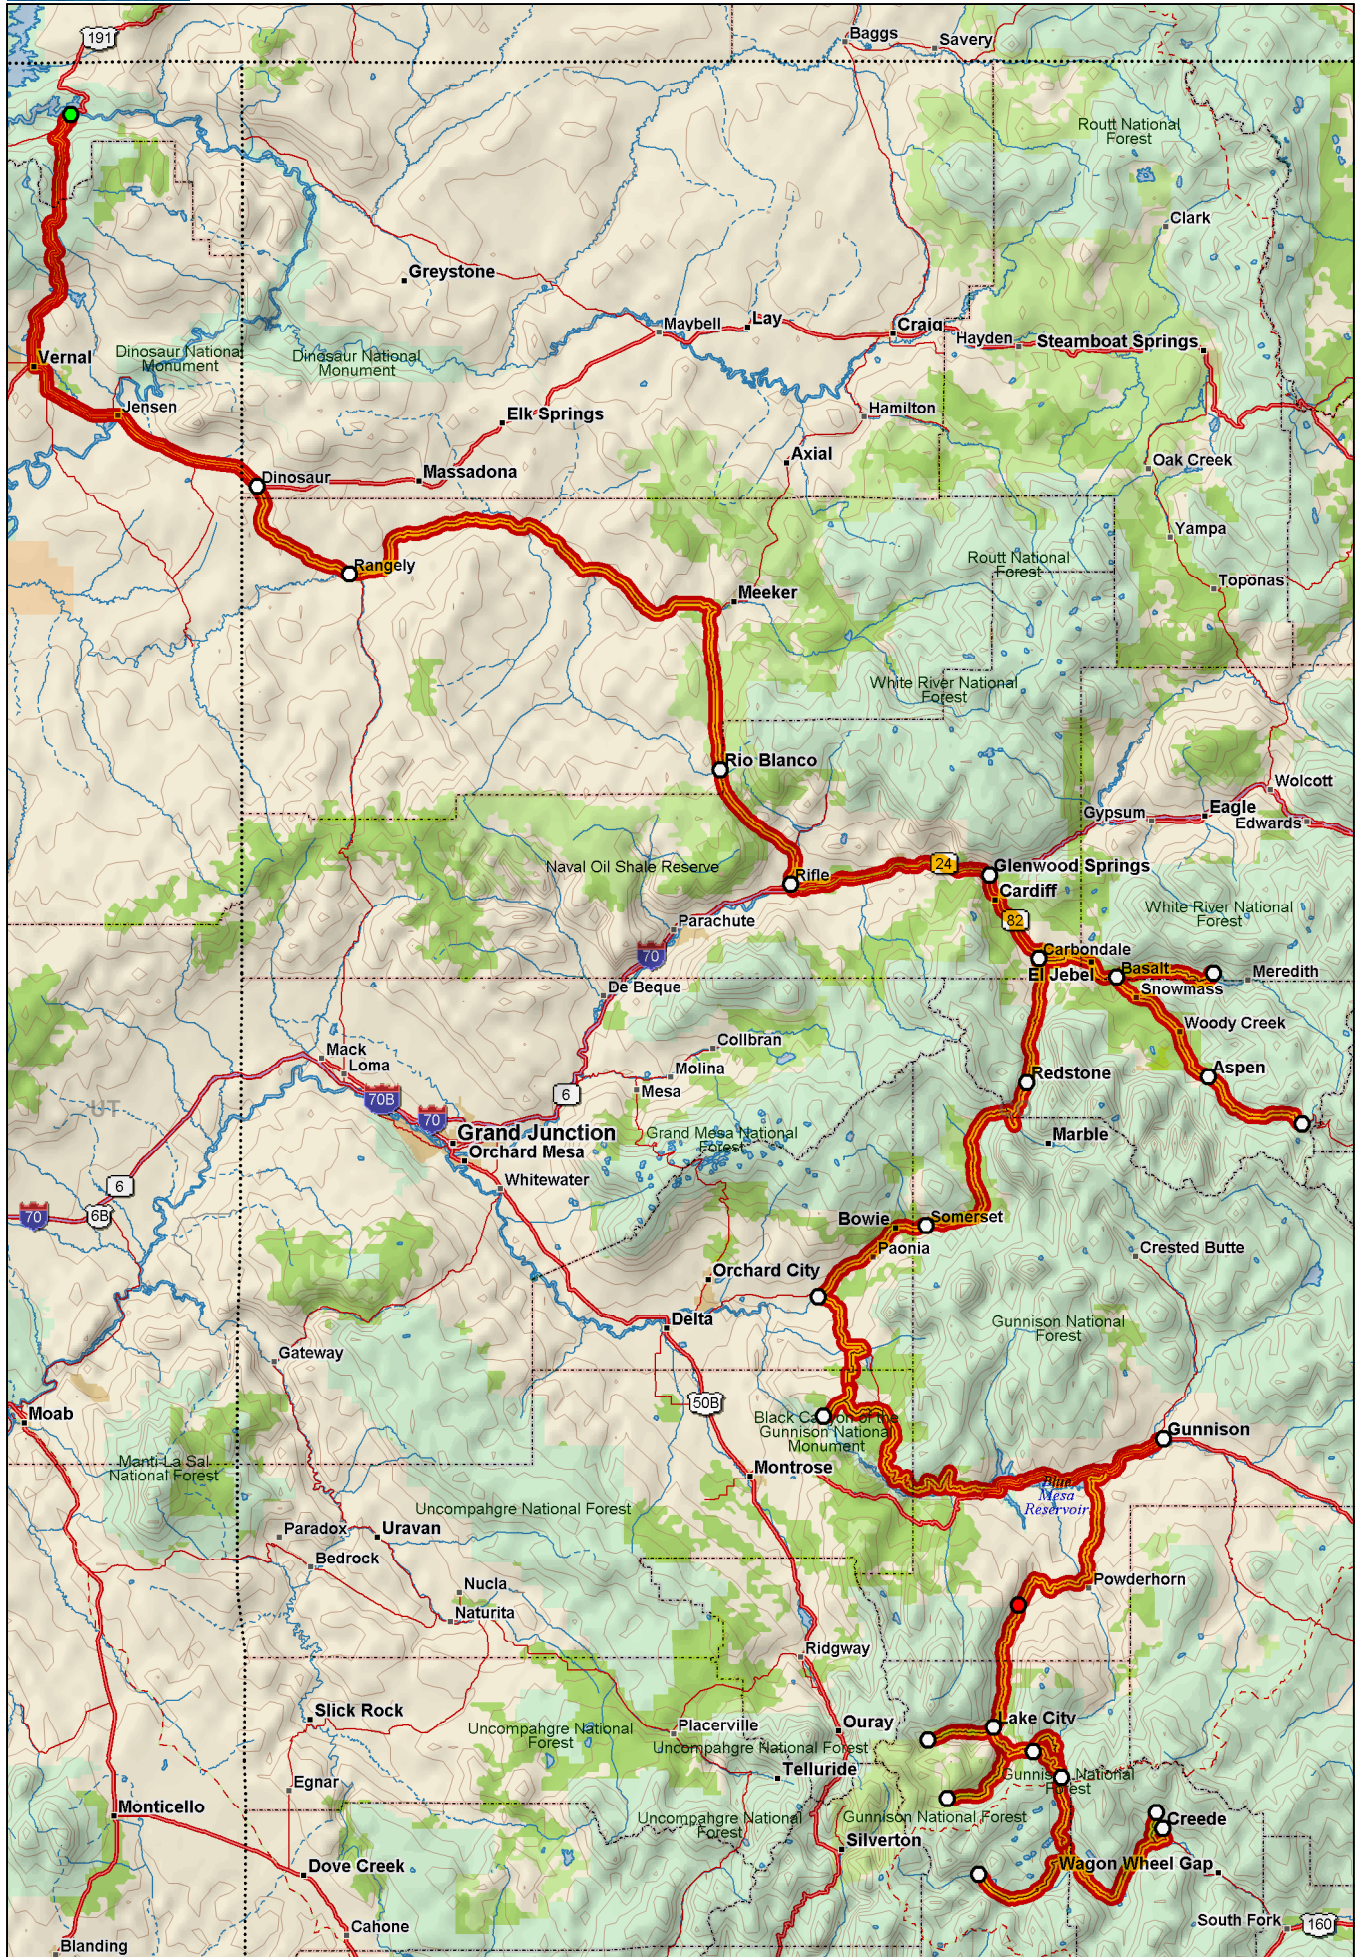 191
Baggs
Savery
Routt National
Forest
Clark
Greystone
Maybell
Lay
Craig
Hayden
Steamboat Springs
Vernal
Dinosaur National
Monument
Dinosaur National
Monument
Jensen
Elk Springs
Hamilton
Axial
Oak Creek
Dinosaur
Massadona
Yampa
Rangely
Routt National
Forest
Toponas
Meeker
White River National
Forest
Rio Blanco
Wolcott
Gypsum
Eagle
Edwards
Naval Oil Shale Reserve
Rifle
24
Glenwood Springs
Cardiff
White River National
Forest
82
Parachute
70
Carbondale
El Jebel
Basalt
Meredith
Snowmass
De Beque
Woody Creek
Collbran
Mack
Loma
Molina
Mesa
Redstone
Aspen
70B
6
UT
70
Grand Junction
Orchard Mesa
Grand Mesa National
Forest
Marble
Whitewater
6
70
6B
Bowie
Somerset
Paonia
Crested Butte
Orchard City
Delta
Gunnison National
Forest
Gateway
50B
Moab
Black Canyon of the
Gunnison National
Monument
Gunnison
Manti-La Sal
National Forest
Montrose
Blue
Mesa
Reservoir
Uncompahgre National Forest
Paradox
Uravan
Bedrock
Nucla
Naturita
Powderhorn
Ridgway
Slick Rock
Uncompahgre National
Forest
Placerville
Ouray
Lake City
Uncompahgre National Forest
Telluride
Gunnison National
Forest
Egnar
Monticello
Uncompahgre National
Forest
Gunnison National Forest
Creede
Silverton
Dove Creek
Wagon Wheel Gap
Cahone
South Fork
160
Blanding